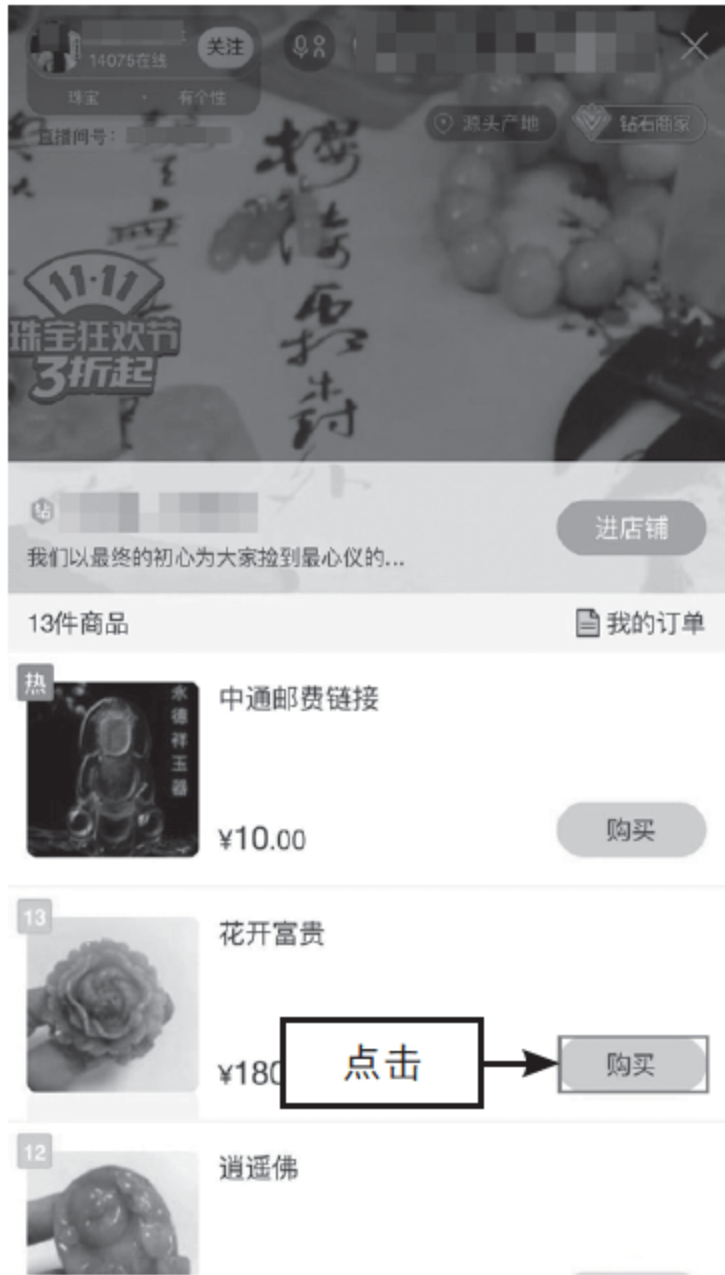 14075在线
关注
珠宝 · 有个性
直播间号：
源头产地
钻石商家
11·11
珠宝狂欢节
3折起
钻
进店铺
我们以最终的初心为大家捡到最心仪的...
13件商品
我的订单
热
永德祥玉器
中通邮费链接
¥10.00
购买
13
花开富贵
¥180
点击
购买
12
逍遥佛